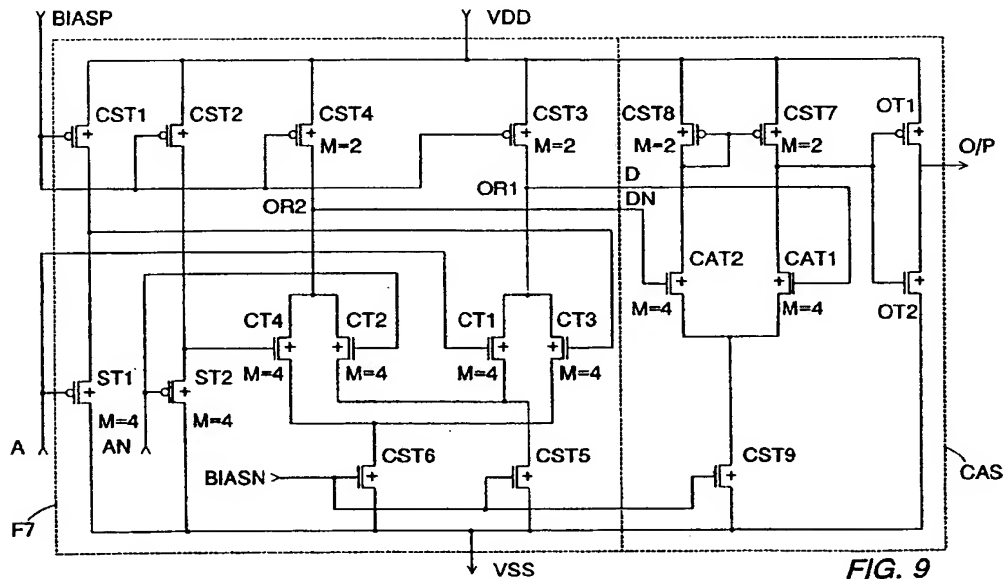 BIASP
VDD
CST1
CST2
CST4
CST3
CST8
CST7
OT1
M=2
M=2
M=2
M=2
O/P
OR2
OR1
D
DN
CAT2
CAT1
M=4
M=4
OT2
CT4
CT2
CT1
CT3
M=4
M=4
M=4
M=4
ST1
ST2
M=4
M=4
A
AN
BIASN
CST6
CST5
CST9
CAS
F7
VSS
FIG. 9